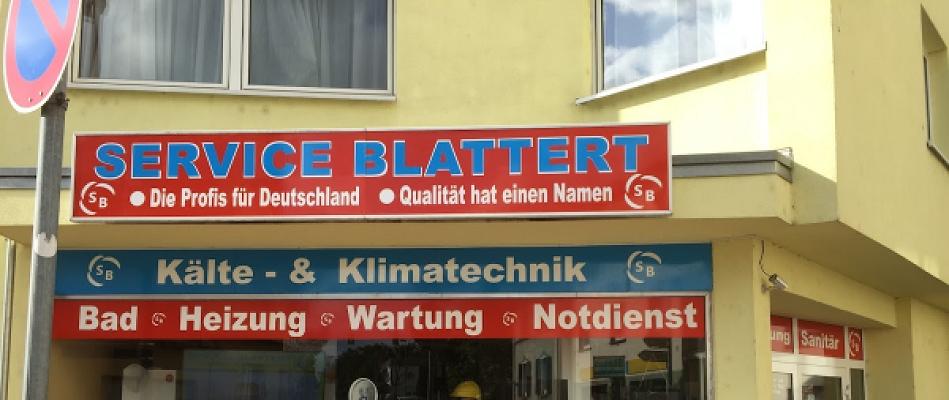 SERVICE BLATTERT
SB • Die Profis für Deutschland • Qualität hat einen Namen SB
SB Kälte - & Klimatechnik SB
Bad Heizung Wartung Notdienst
ung Sanitär